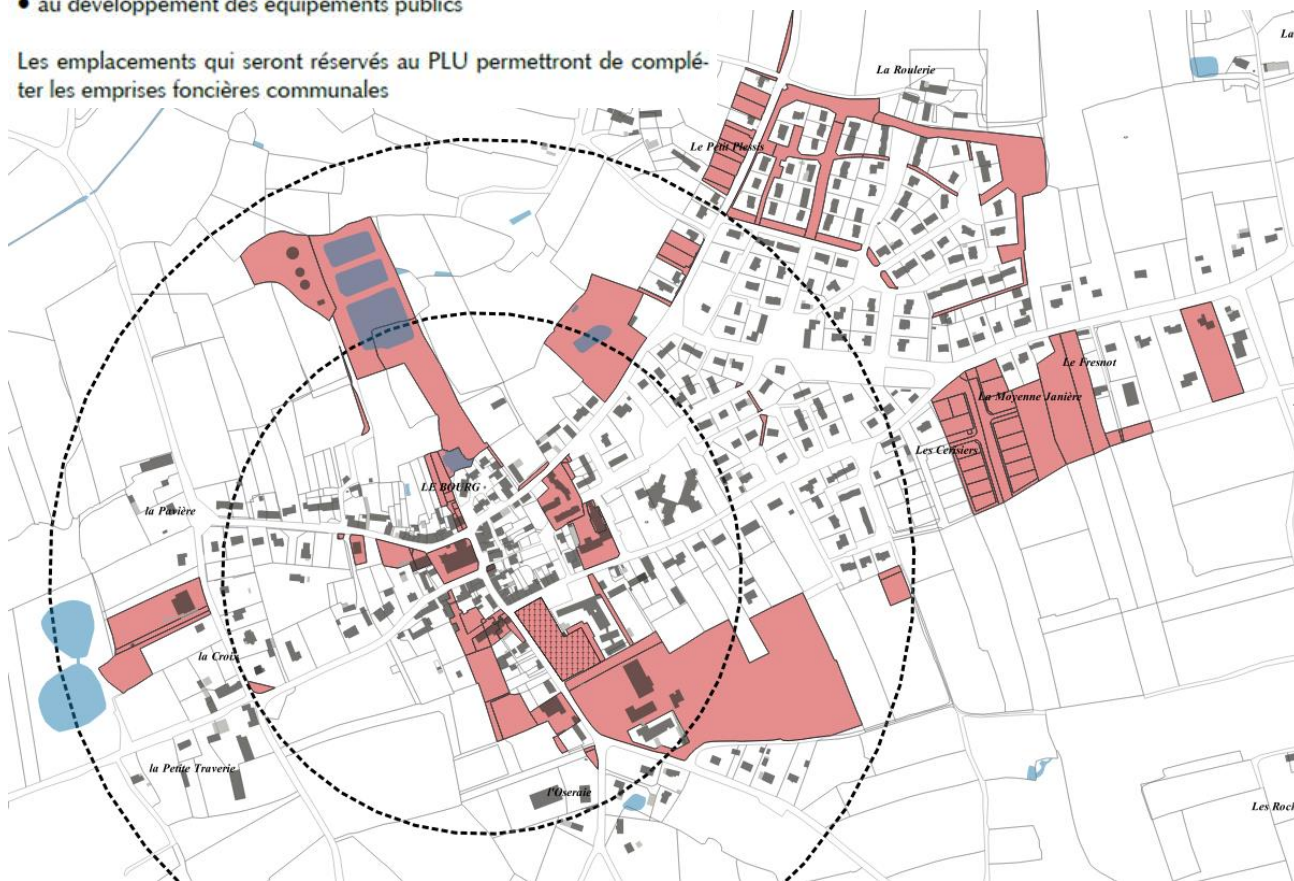 • au développement des équipements publics
Les emplacements qui seront réservés au PLU permettront de complé-
ter les emprises foncières communales
La
La Roulerie
Le Petit Plessis
Le Fresnot
La Moyenne Janière
Les Cerisiers
LE BOURG
la Pavière
la Croix
la Petite Traverie
l'Oseraie
Les Roch